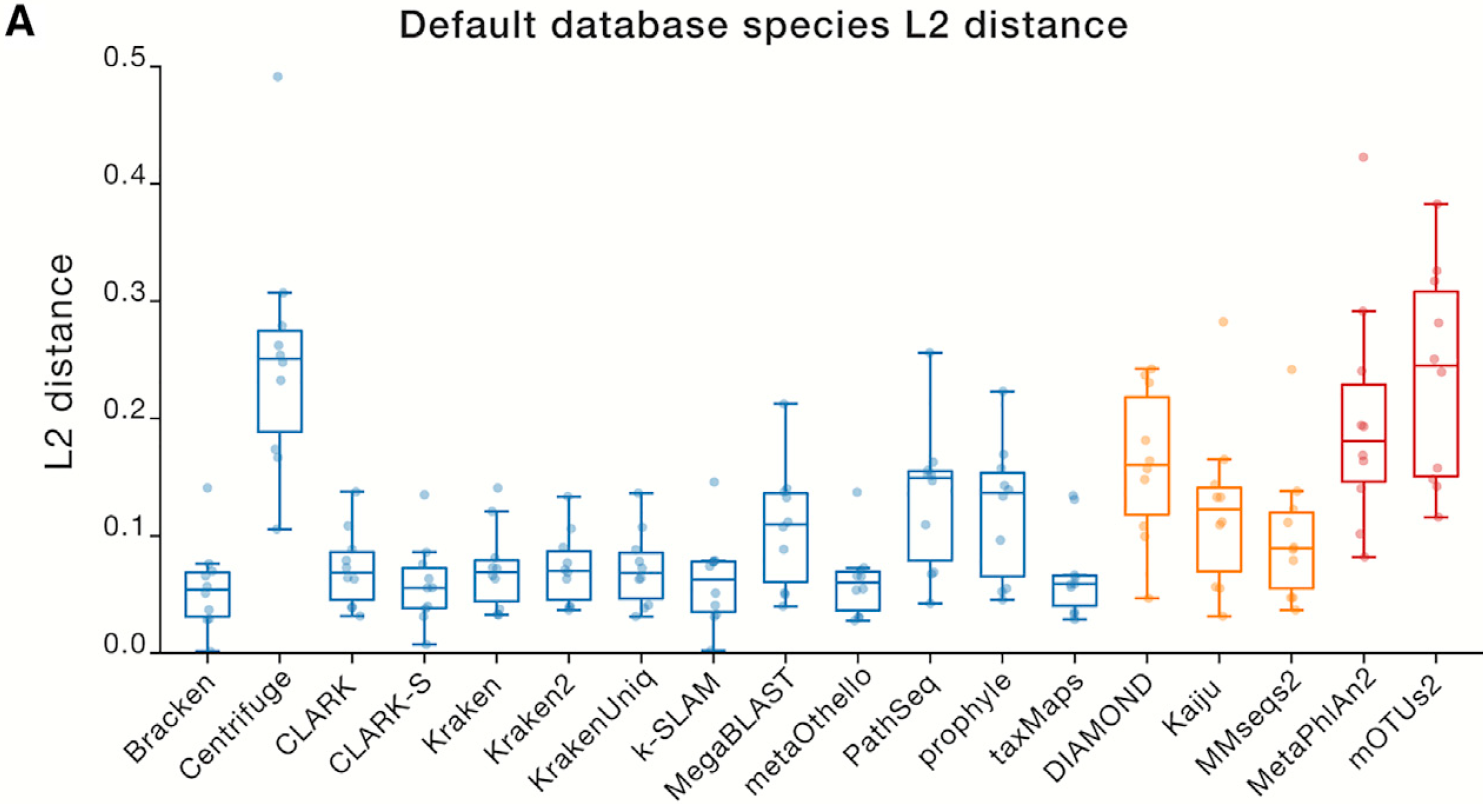 A
Default database species L2 distance
L2 distance
0.5
0.4
0.3
0.2
0.1
0.0
Bracken
Centrifuge
CLARK
CLARK-S
Kraken
Kraken2
KrakenUniq
k-SLAM
MegaBLAST
metaOthello
PathSeq
prophyle
taxMaps
DIAMOND
Kaiju
MMseqs2
MetaPhlAn2
mOTUs2